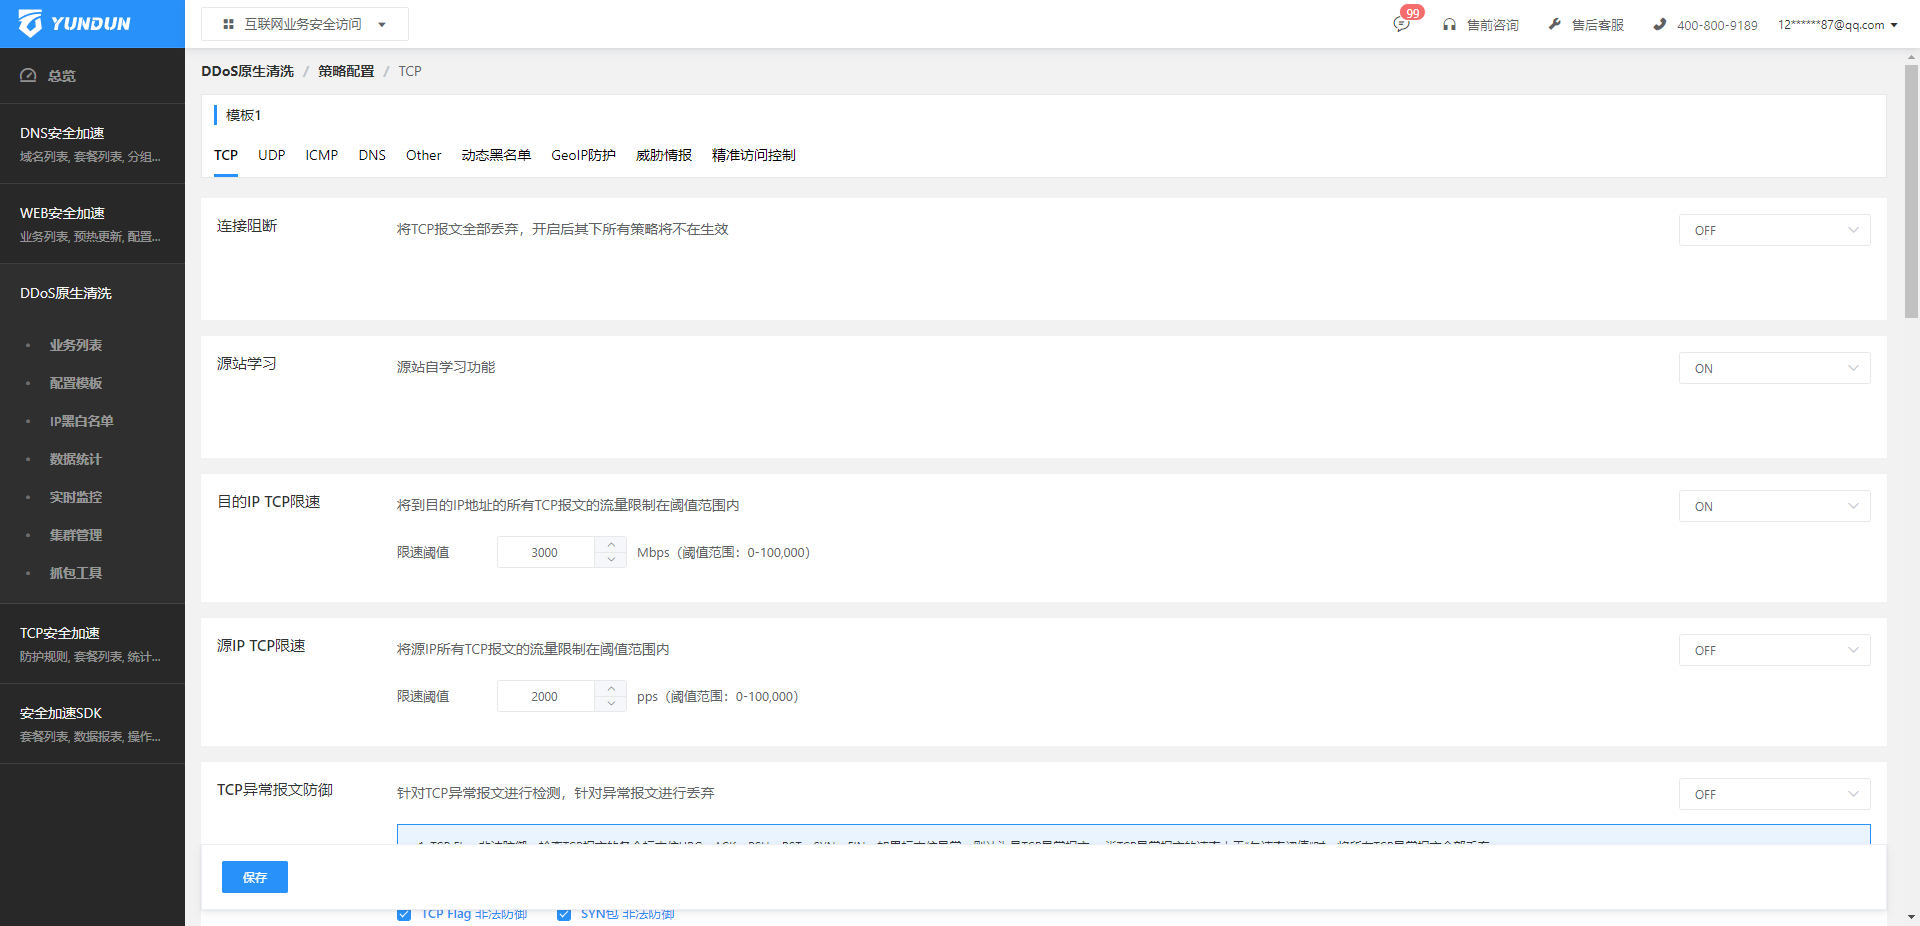 YUNDUN
互联网业务安全访问
99
售前咨询
售后客服
400-800-9189
12******87@qq.com
总览
DNS安全加速
域名列表, 套餐列表, 分组...
WEB安全加速
业务列表, 预热更新, 配置...
DDoS原生清洗
业务列表
配置模板
IP黑白名单
数据统计
实时监控
集群管理
抓包工具
TCP安全加速
防护规则, 套餐列表, 统计...
安全加速SDK
套餐列表, 数据报表, 操作...
DDoS原生清洗 / 策略配置 / TCP
模板1
TCP UDP ICMP DNS Other 动态黑名单 GeoIP防护 威胁情报 精准访问控制
连接阻断
将TCP报文全部丢弃，开启后其下所有策略将不在生效
OFF
源站学习
源站自学习功能
ON
目的IP TCP限速
将到目的IP地址的所有TCP报文的流量限制在阈值范围内
ON
限速阈值 3000 Mbps（阈值范围：0-100,000）
源IP TCP限速
将源IP所有TCP报文的流量限制在阈值范围内
OFF
限速阈值 2000 pps（阈值范围：0-100,000）
TCP异常报文防御
针对TCP异常报文进行检测，针对异常报文进行丢弃
OFF
保存
TCP Flag 非法防御
SYN包 非法防御